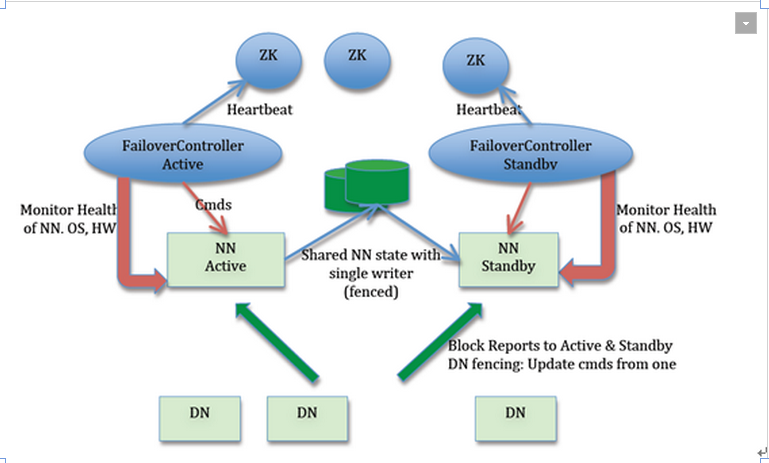 ZK
ZK
ZK
Heartbeat
Heartbeat
FailoverController
Active
FailoverController
Standby
Cmds
Monitor Health
of NN. OS, HW
Monitor Health
of NN. OS, HW
NN
Active
Shared NN state with
single writer
(fenced)
NN
Standby
Block Reports to Active & Standby
DN fencing: Update cmds from one
DN
DN
DN